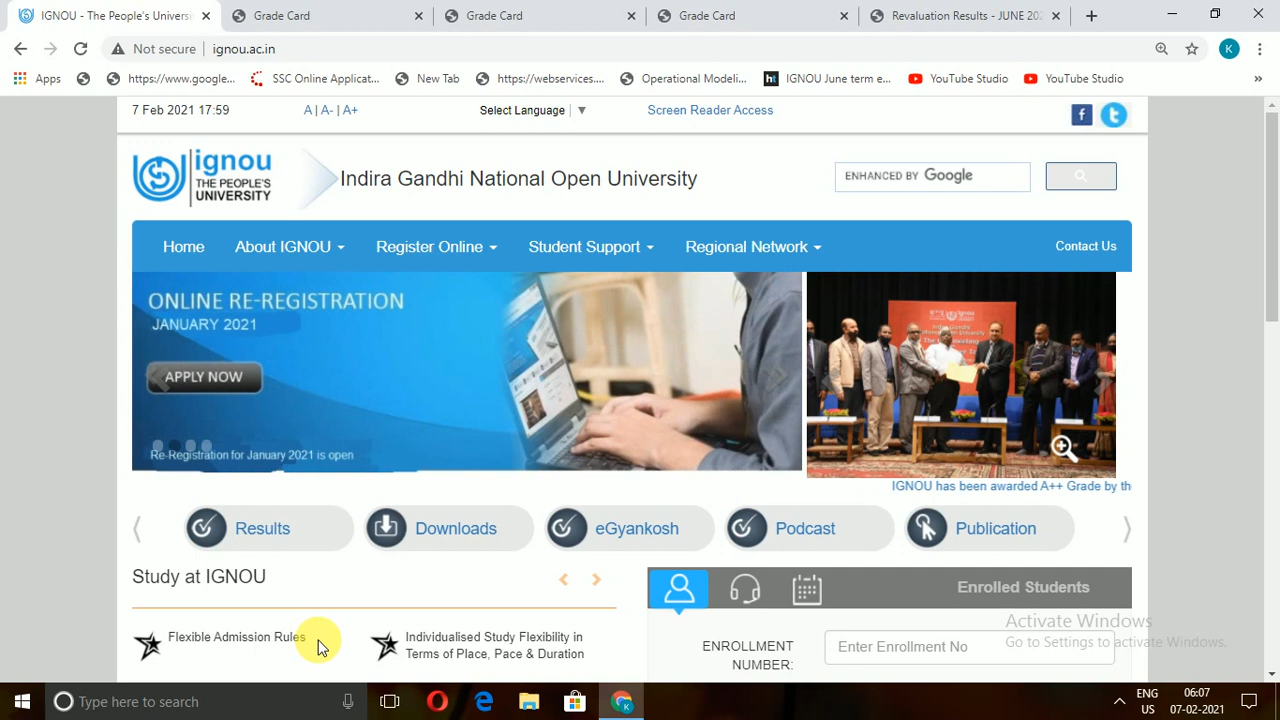 IGNOU - The People's Univers
Grade Card
Grade Card
Grade Card
Revaluation Results - JUNE 202
Not secure
ignou.ac.in
K
Apps
https://www.google...
SSC Online Applicat...
New Tab
https://webservices....
Operational Modeli...
ht
IGNOU June term e...
YouTube Studio
YouTube Studio
»
7 Feb 2021 17:59
A | A- | A+
Select Language ▼
Screen Reader Access
f
t
ignou
THE PEOPLE'S
UNIVERSITY
Indira Gandhi National Open University
ENHANCED BY Google
Home
About IGNOU
Register Online
Student Support
Regional Network
Contact Us
ONLINE RE-REGISTRATION
JANUARY 2021
APPLY NOW
Re-Registration for January 2021 is open
ignou
IGNOU has been awarded A++ Grade by th
Results
Downloads
eGyankosh
Podcast
Publication
Study at IGNOU
Enrolled Students
Flexible Admission Rules
Individualised Study Flexibility in
Terms of Place, Pace & Duration
ENROLLMENT
NUMBER:
Enter Enrollment No
Activate Windows
Go to Settings to activate Windows.
Type here to search
K
ENG
US
06:07
07-02-2021